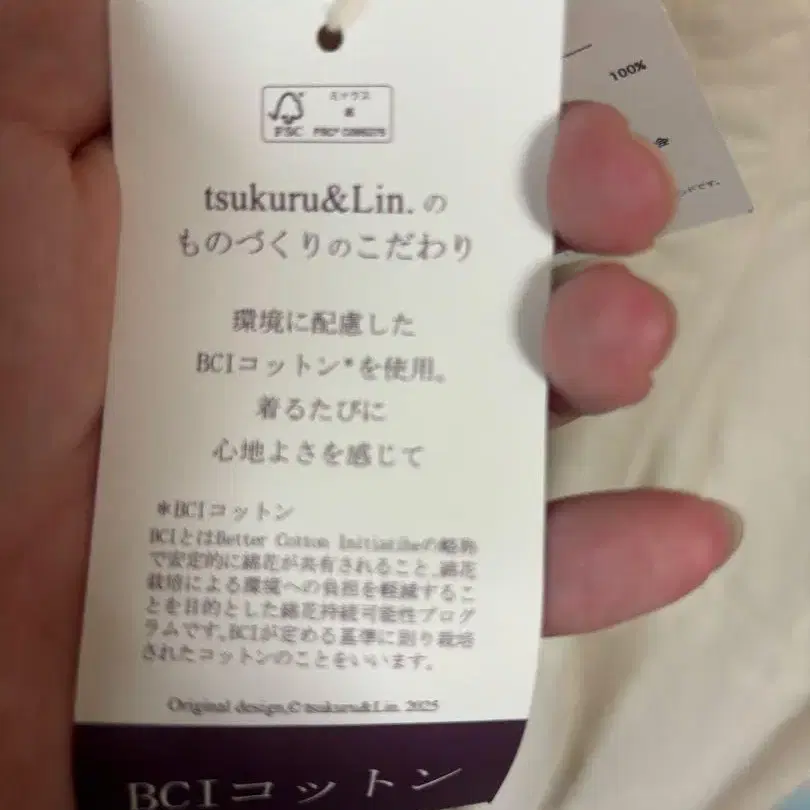 ミックス
紙
FSC
tsukuru&Lin.の
ものづくりのこだわり
環境に配慮した
BCIコットン*を使用。
着るたびに
心地よさを感じて
*BCIコットン
BCIとはBetter Cotton Initiativeの略称
で安定的に綿花が共有されること、綿花
栽培による環境への負担を軽減するこ
とを目的とした綿花持続可能性プログ
ラムです。BCIが定める基準に則り栽培
されたコットンのことをいいます。
Original design,© tsukuru&Lin. 2025
BCIコットン
100%
ンドです。